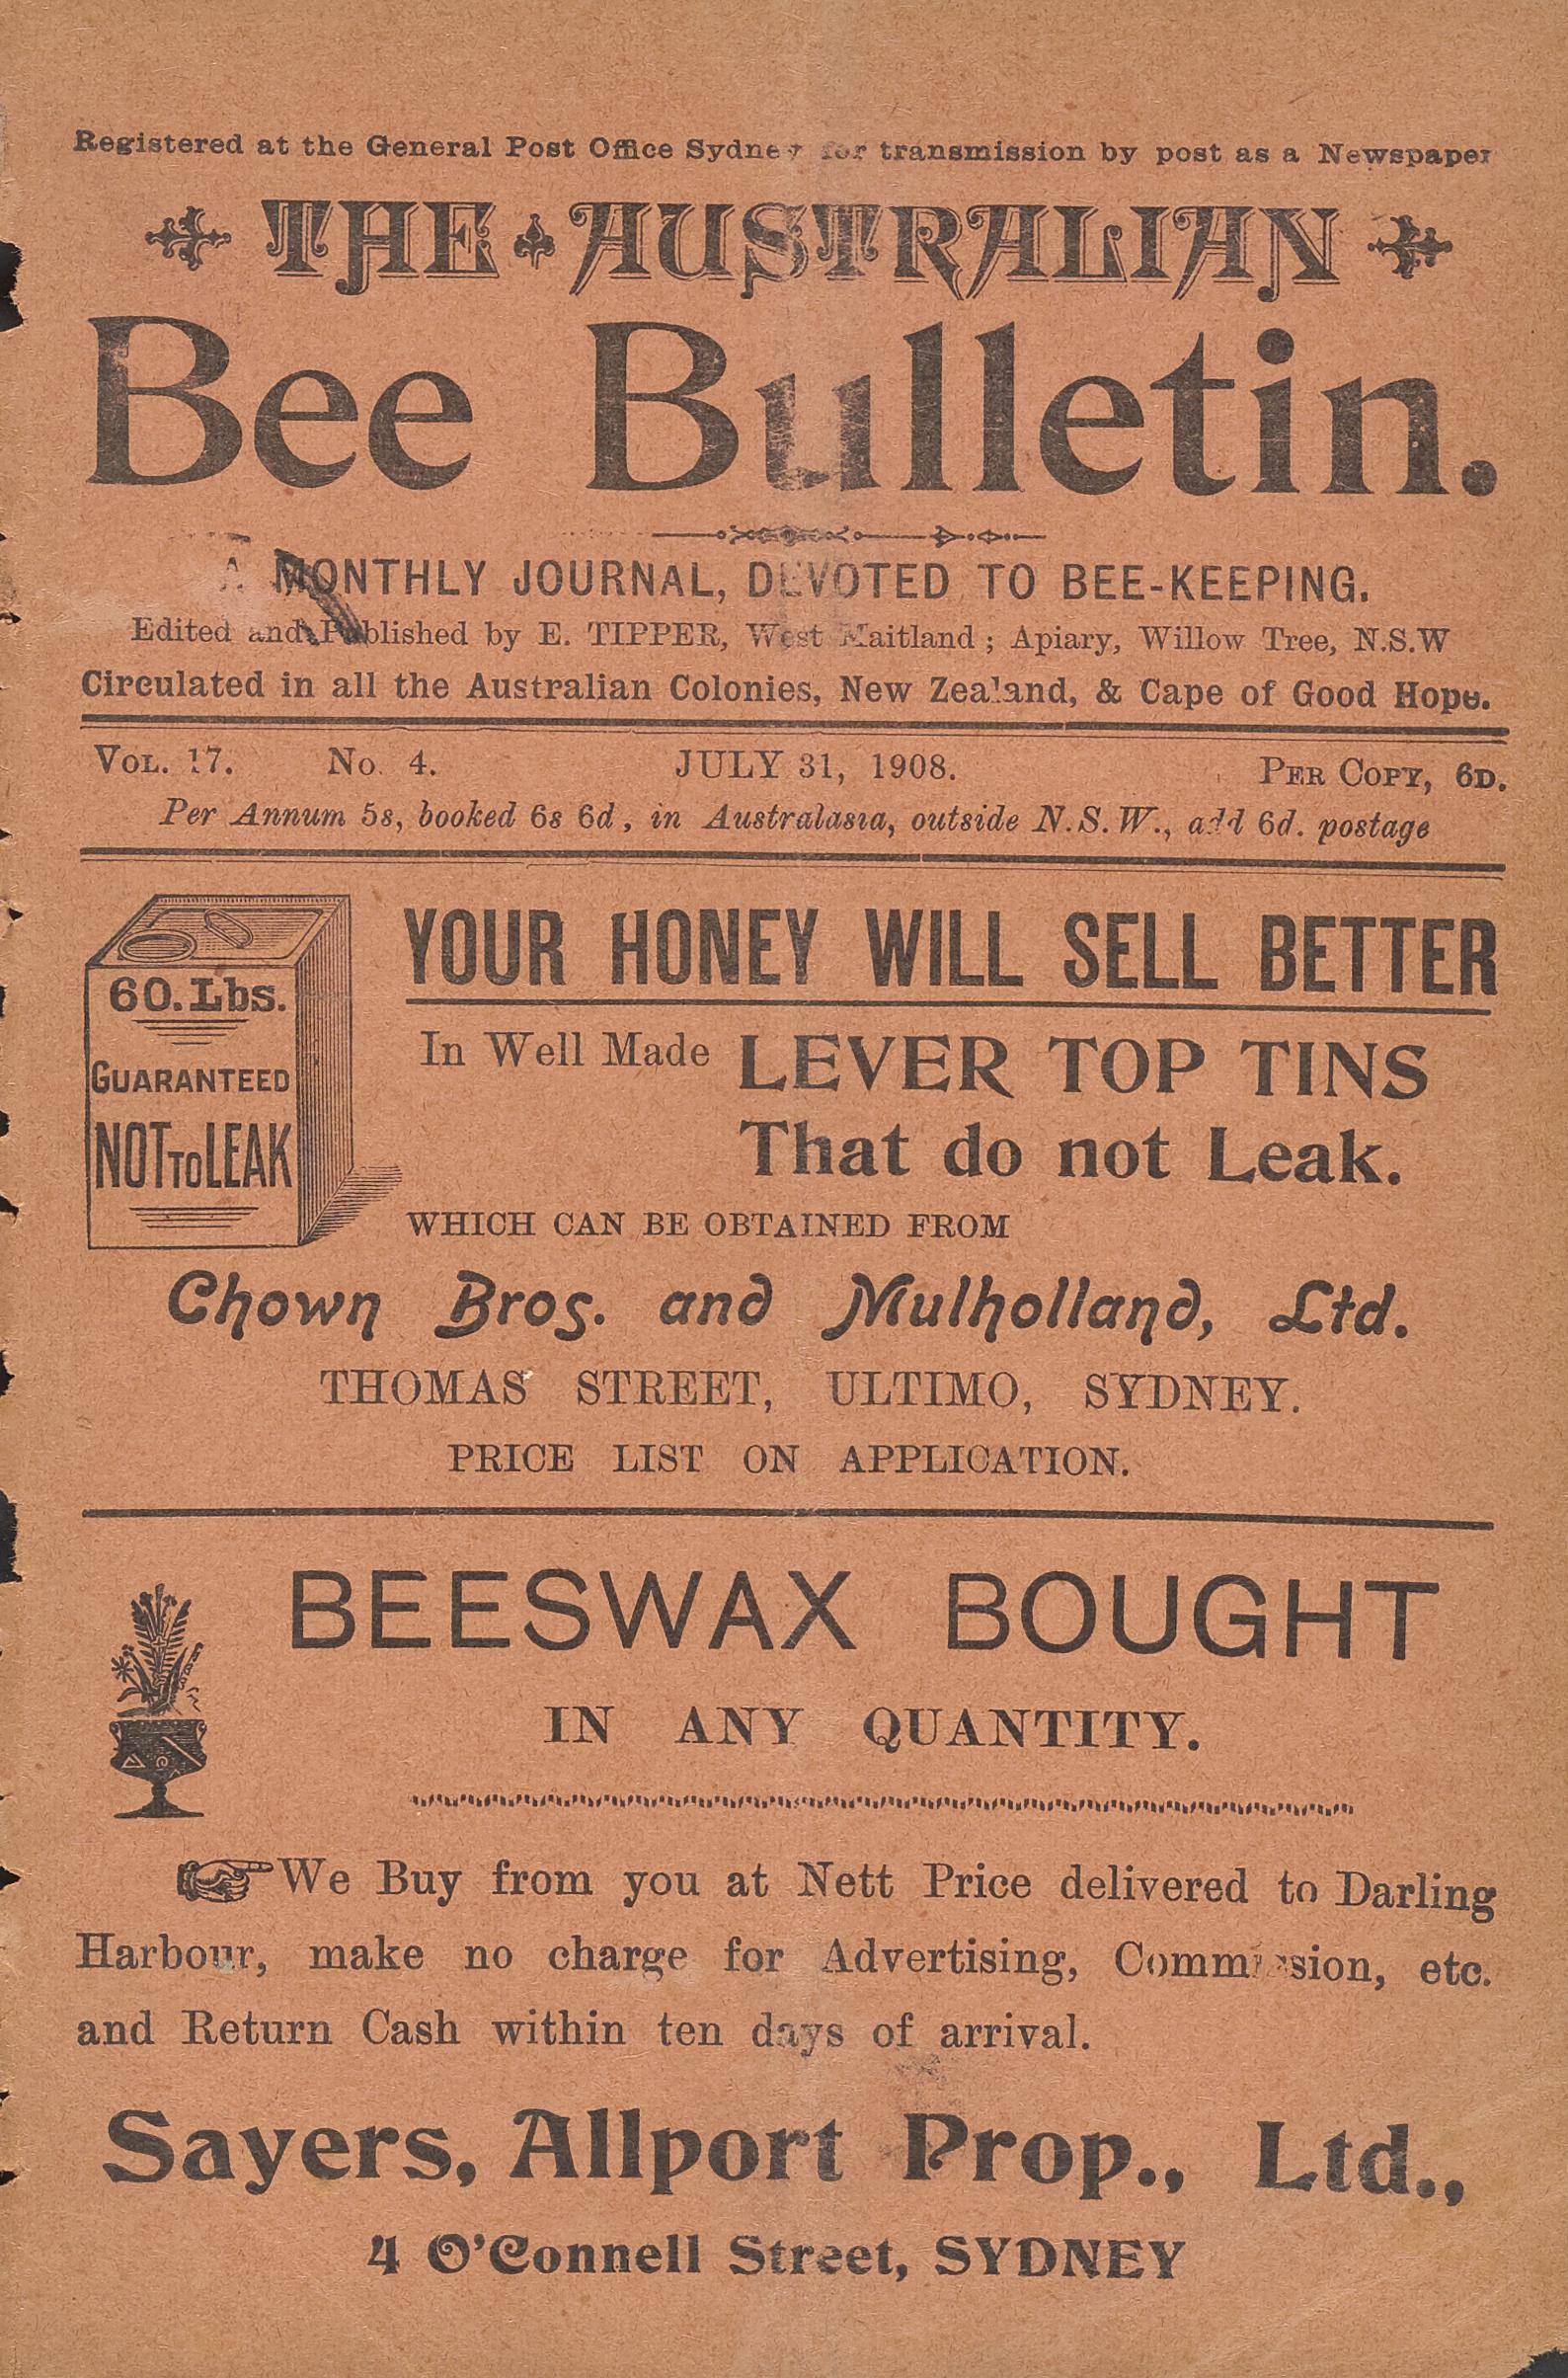 Registered at the General Post Office Sydney for transmission by post as a Newspaper
THE AUSTRALIAN
Bee Bulletin.
A MONTHLY JOURNAL, DEVOTED TO BEE-KEEPING.
Edited and Published by E. TIPPER, West Maitland; Apiary, Willow Tree, N.S.W
Circulated in all the Australian Colonies, New Zealand, & Cape of Good Hope.
VOL. 17. No. 4. JULY 31, 1908. PER COPY, 6D.
Per Annum 5s, booked 6s 6d, in Australasia, outside N.S.W., add 6d. postage
60. Lbs.
GUARANTEED
NOT TO LEAK
YOUR HONEY WILL SELL BETTER
In Well Made LEVER TOP TINS
That do not Leak.
WHICH CAN BE OBTAINED FROM
Chown Bros. and Mulholland, Ltd.
THOMAS STREET, ULTIMO, SYDNEY.
PRICE LIST ON APPLICATION.
BEESWAX BOUGHT
IN ANY QUANTITY.
We Buy from you at Nett Price delivered to Darling
Harbour, make no charge for Advertising, Commission, etc.
and Return Cash within ten days of arrival.
Sayers, Allport Prop., Ltd.,
4 O'Connell Street, SYDNEY